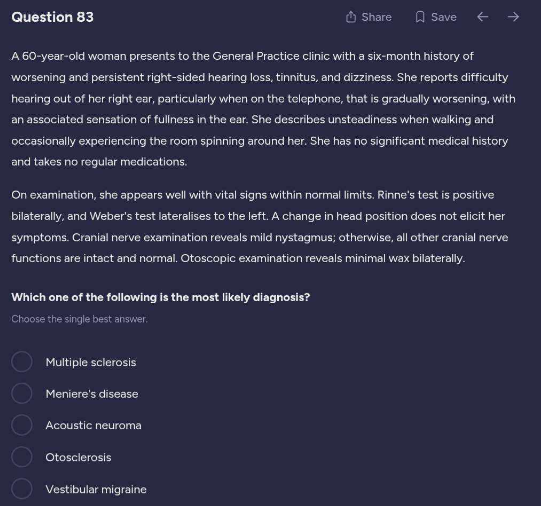 Question 83
Share
Save
A 60-year-old woman presents to the General Practice clinic with a six-month history of
worsening and persistent right-sided hearing loss, tinnitus, and dizziness. She reports difficulty
hearing out of her right ear, particularly when on the telephone, that is gradually worsening, with
an associated sensation of fullness in the ear. She describes unsteadiness when walking and
occasionally experiencing the room spinning around her. She has no significant medical history
and takes no regular medications.
On examination, she appears well with vital signs within normal limits. Rinne's test is positive
bilaterally, and Weber's test lateralises to the left. A change in head position does not elicit her
symptoms. Cranial nerve examination reveals mild nystagmus; otherwise, all other cranial nerve
functions are intact and normal. Otoscopic examination reveals minimal wax bilaterally.
Which one of the following is the most likely diagnosis?
Choose the single best answer.
Multiple sclerosis
Meniere's disease
Acoustic neuroma
Otosclerosis
Vestibular migraine